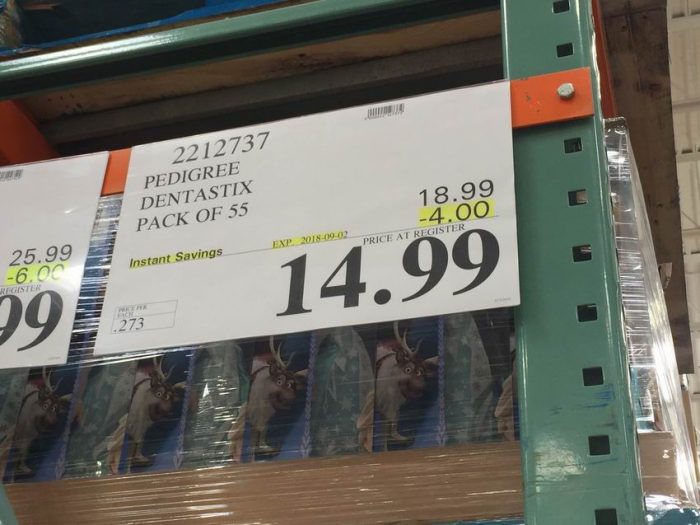 2212737
PEDIGREE
DENTASTIX
PACK OF 55
18.99
-4.00
Instant Savings
EXP. 2018-09-02
PRICE AT REGISTER
14.99
PRICE PER
EACH
.273
25.99
-6.00
REGISTER
99